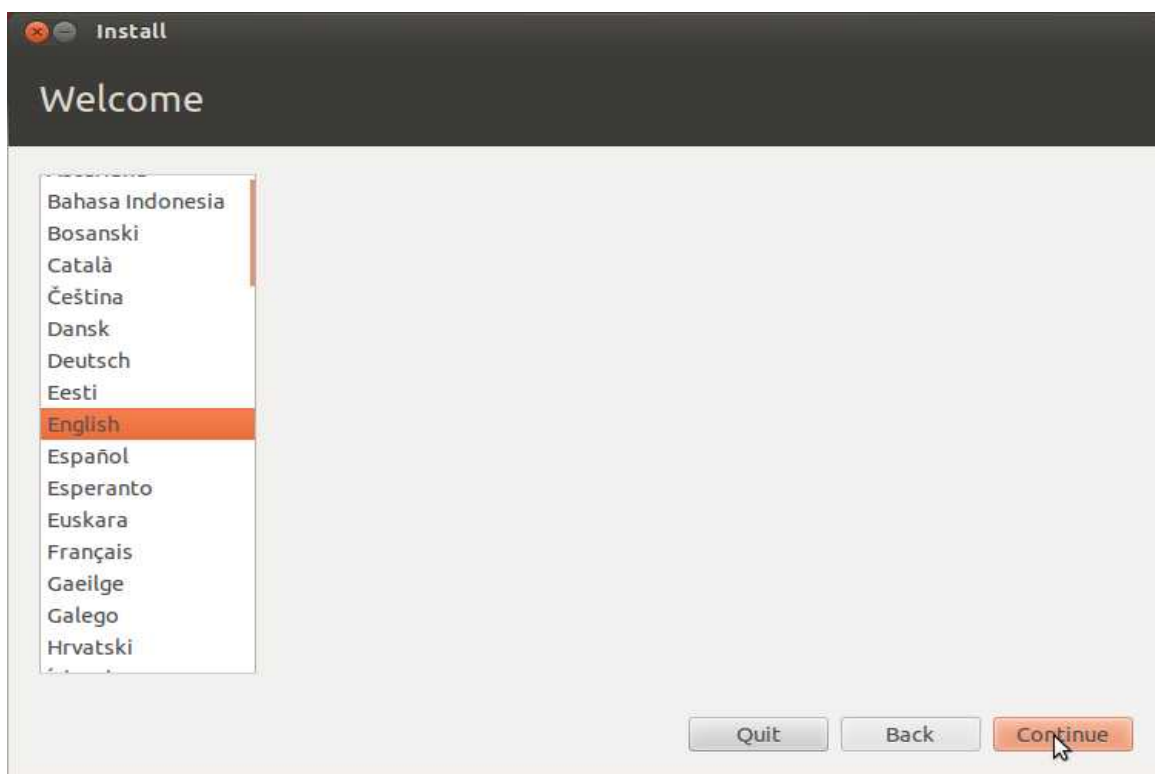 Install
Welcome
Bahasa Indonesia
Bosanski
Català
Čeština
Dansk
Deutsch
Eesti
English
Español
Esperanto
Euskara
Français
Gaeilge
Galego
Hrvatski
Quit Back Continue